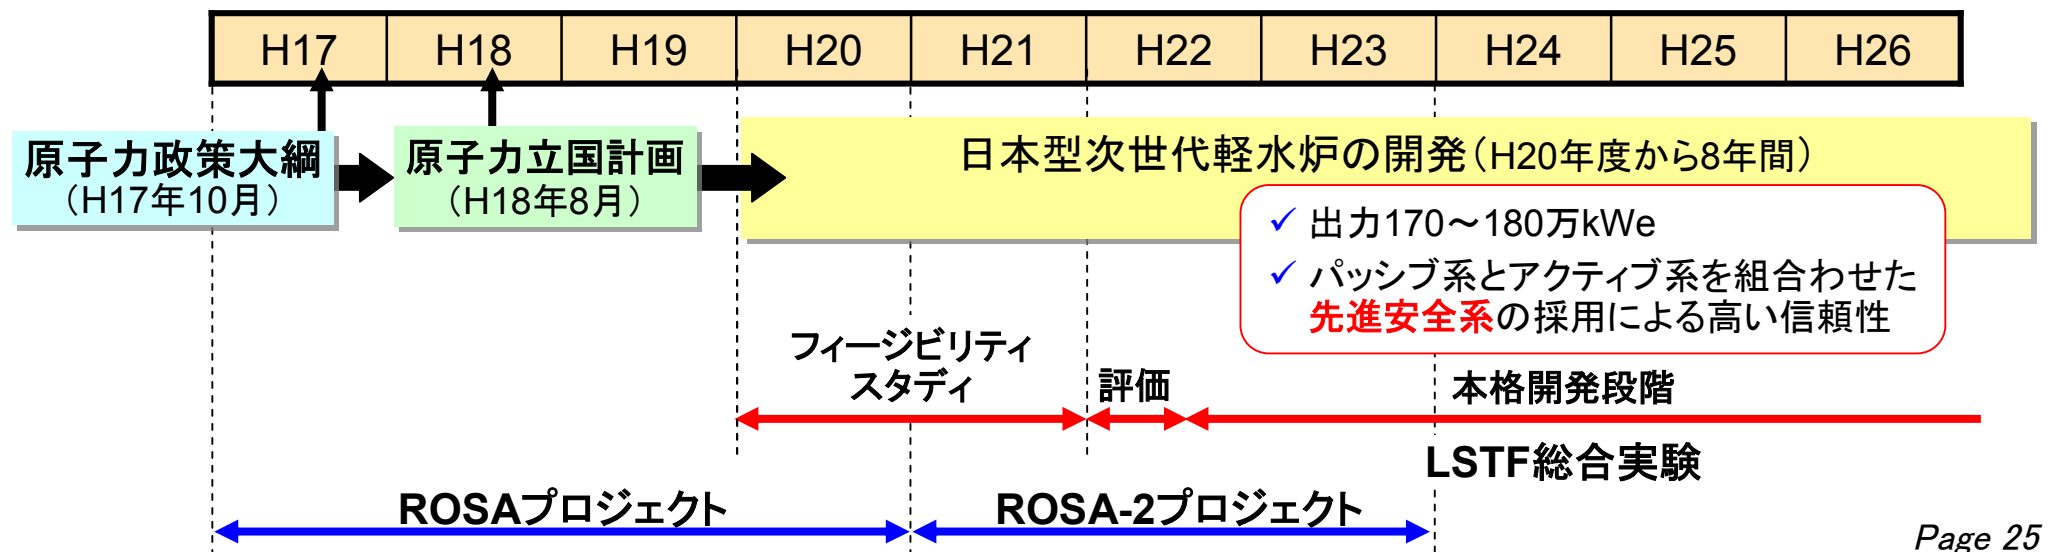 H17 H18 H19 H20 H21 H22 H23 H24 H25 H26
原子力政策大綱
（H17年10月）
原子力立国計画
（H18年8月）
日本型次世代軽水炉の開発（H20年度から8年間）
✓ 出力170～180万kWe
✓ パッシブ系とアクティブ系を組合わせた
先進安全系の採用による高い信頼性
フィージビリティ
スタディ
評価
本格開発段階
LSTF総合実験
ROSAプロジェクト
ROSA-2プロジェクト
Page 25